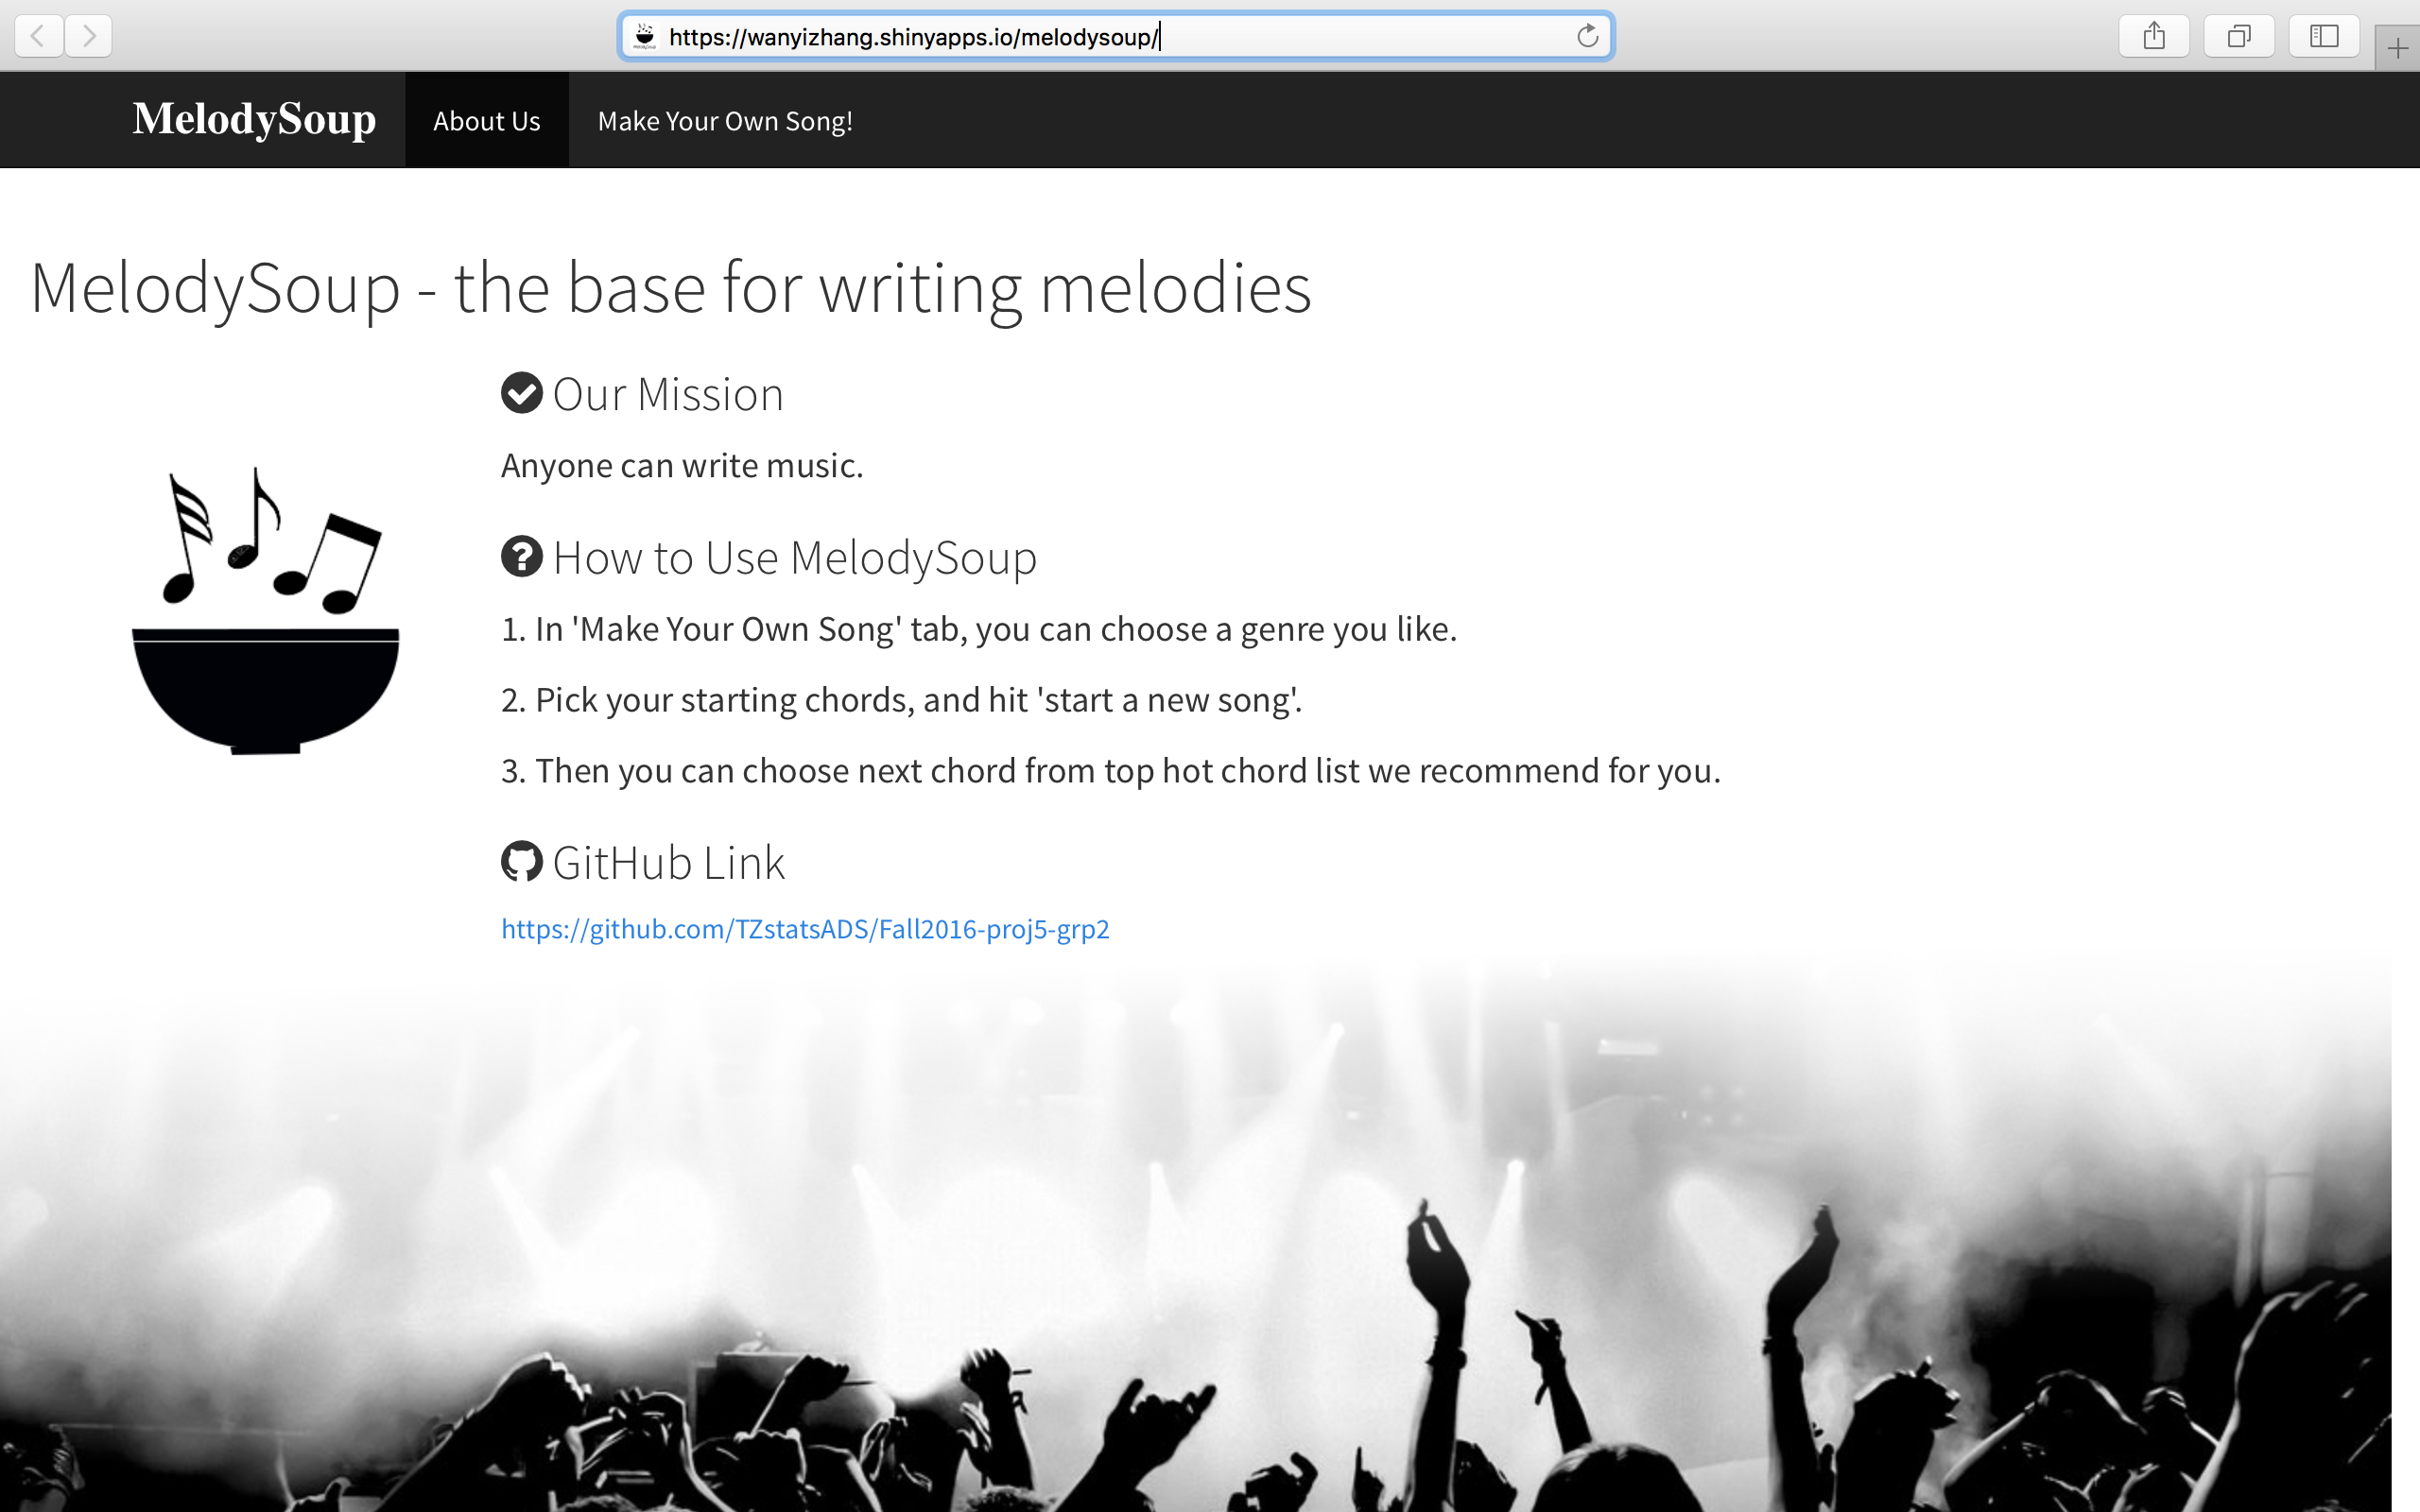 https://wanyizhang.shinyapps.io/melodysoup/
MelodySoup About Us Make Your Own Song!
MelodySoup - the base for writing melodies
Our Mission
Anyone can write music.
How to Use MelodySoup
1. In 'Make Your Own Song' tab, you can choose a genre you like.
2. Pick your starting chords, and hit 'start a new song'.
3. Then you can choose next chord from top hot chord list we recommend for you.
GitHub Link
https://github.com/TZstatsADS/Fall2016-proj5-grp2